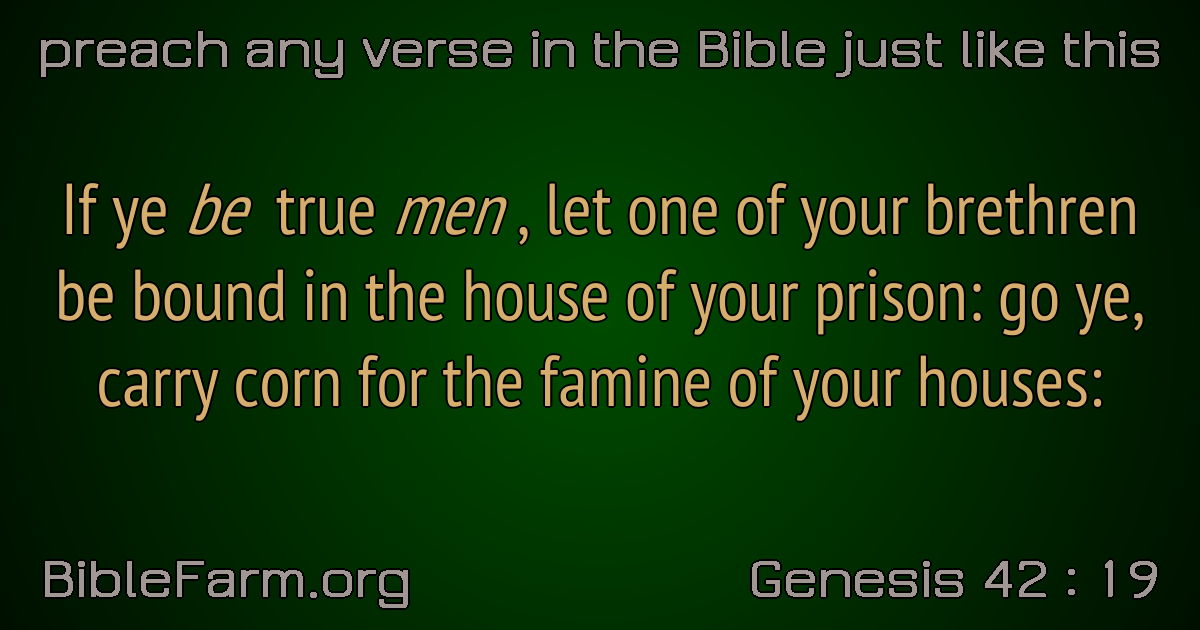 preach any verse in the Bible just like this
If ye be true men , let one of your brethren
be bound in the house of your prison: go ye,
carry corn for the famine of your houses:
BibleFarm.org
Genesis 42 : 19